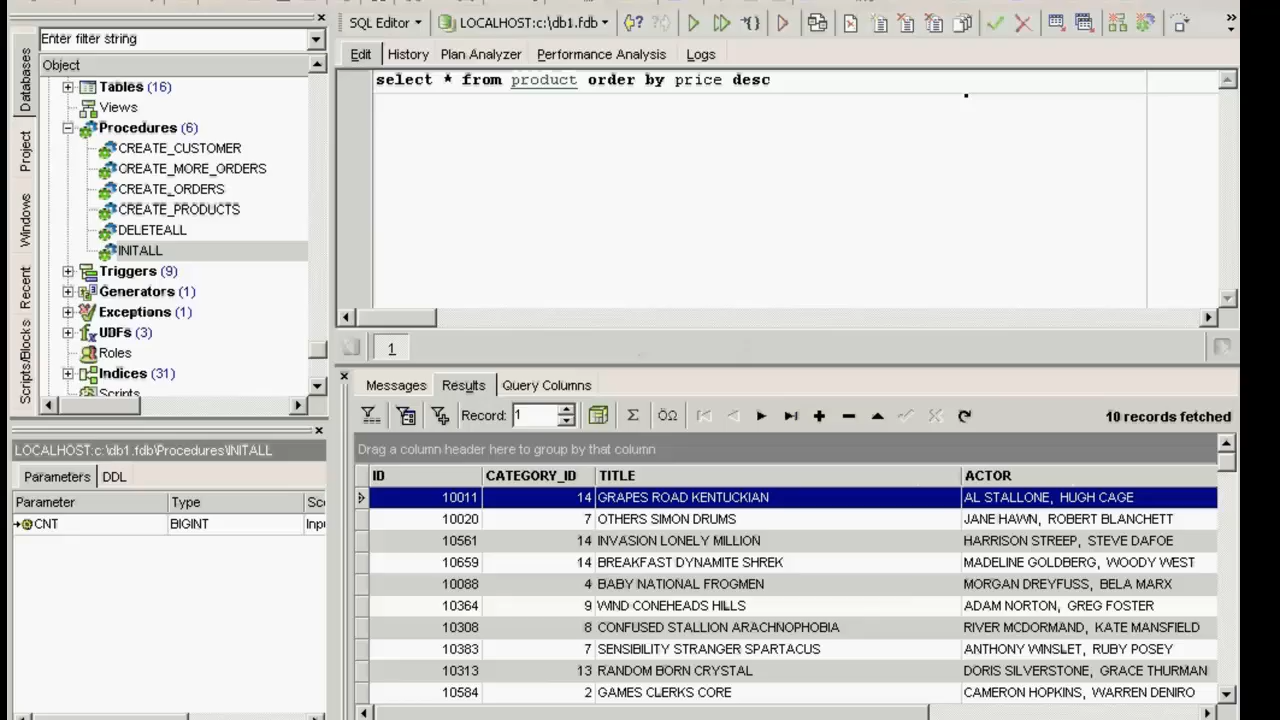 SQL Editor LOCALHOST:c:\db1.fdb
Edit History Plan Analyzer Performance Analysis Logs
select * from product order by price desc
1
Databases
Project
Windows
Recent
Scripts/Blocks
Enter filter string
Object
Tables (16)
Views
Procedures (6)
CREATE_CUSTOMER
CREATE_MORE_ORDERS
CREATE_ORDERS
CREATE_PRODUCTS
DELETEALL
INITALL
Triggers (9)
Generators (1)
Exceptions (1)
UDFs (3)
Roles
Indices (31)
Scripts
LOCALHOST:c:\db1.fdb\Procedures\INITALL
Parameters DDL
Parameter Type Sc
CNT BIGINT Inpu
Messages Results Query Columns
Record: 1 Σ ÖΩ 10 records fetched
Drag a column header here to group by that column
ID CATEGORY_ID TITLE ACTOR
10011 14 GRAPES ROAD KENTUCKIAN AL STALLONE, HUGH CAGE
10020 7 OTHERS SIMON DRUMS JANE HAWN, ROBERT BLANCHETT
10561 14 INVASION LONELY MILLION HARRISON STREEP, STEVE DAFOE
10659 14 BREAKFAST DYNAMITE SHREK MADELINE GOLDBERG, WOODY WEST
10088 4 BABY NATIONAL FROGMEN MORGAN DREYFUSS, BELA MARX
10364 9 WIND CONEHEADS HILLS ADAM NORTON, GREG FOSTER
10308 8 CONFUSED STALLION ARACHNOPHOBIA RIVER MCDORMAND, KATE MANSFIELD
10383 7 SENSIBILITY STRANGER SPARTACUS ANTHONY WINSLET, RUBY POSEY
10313 13 RANDOM BORN CRYSTAL DORIS SILVERSTONE, GRACE THURMAN
10584 2 GAMES CLERKS CORE CAMERON HOPKINS, WARREN DENIRO